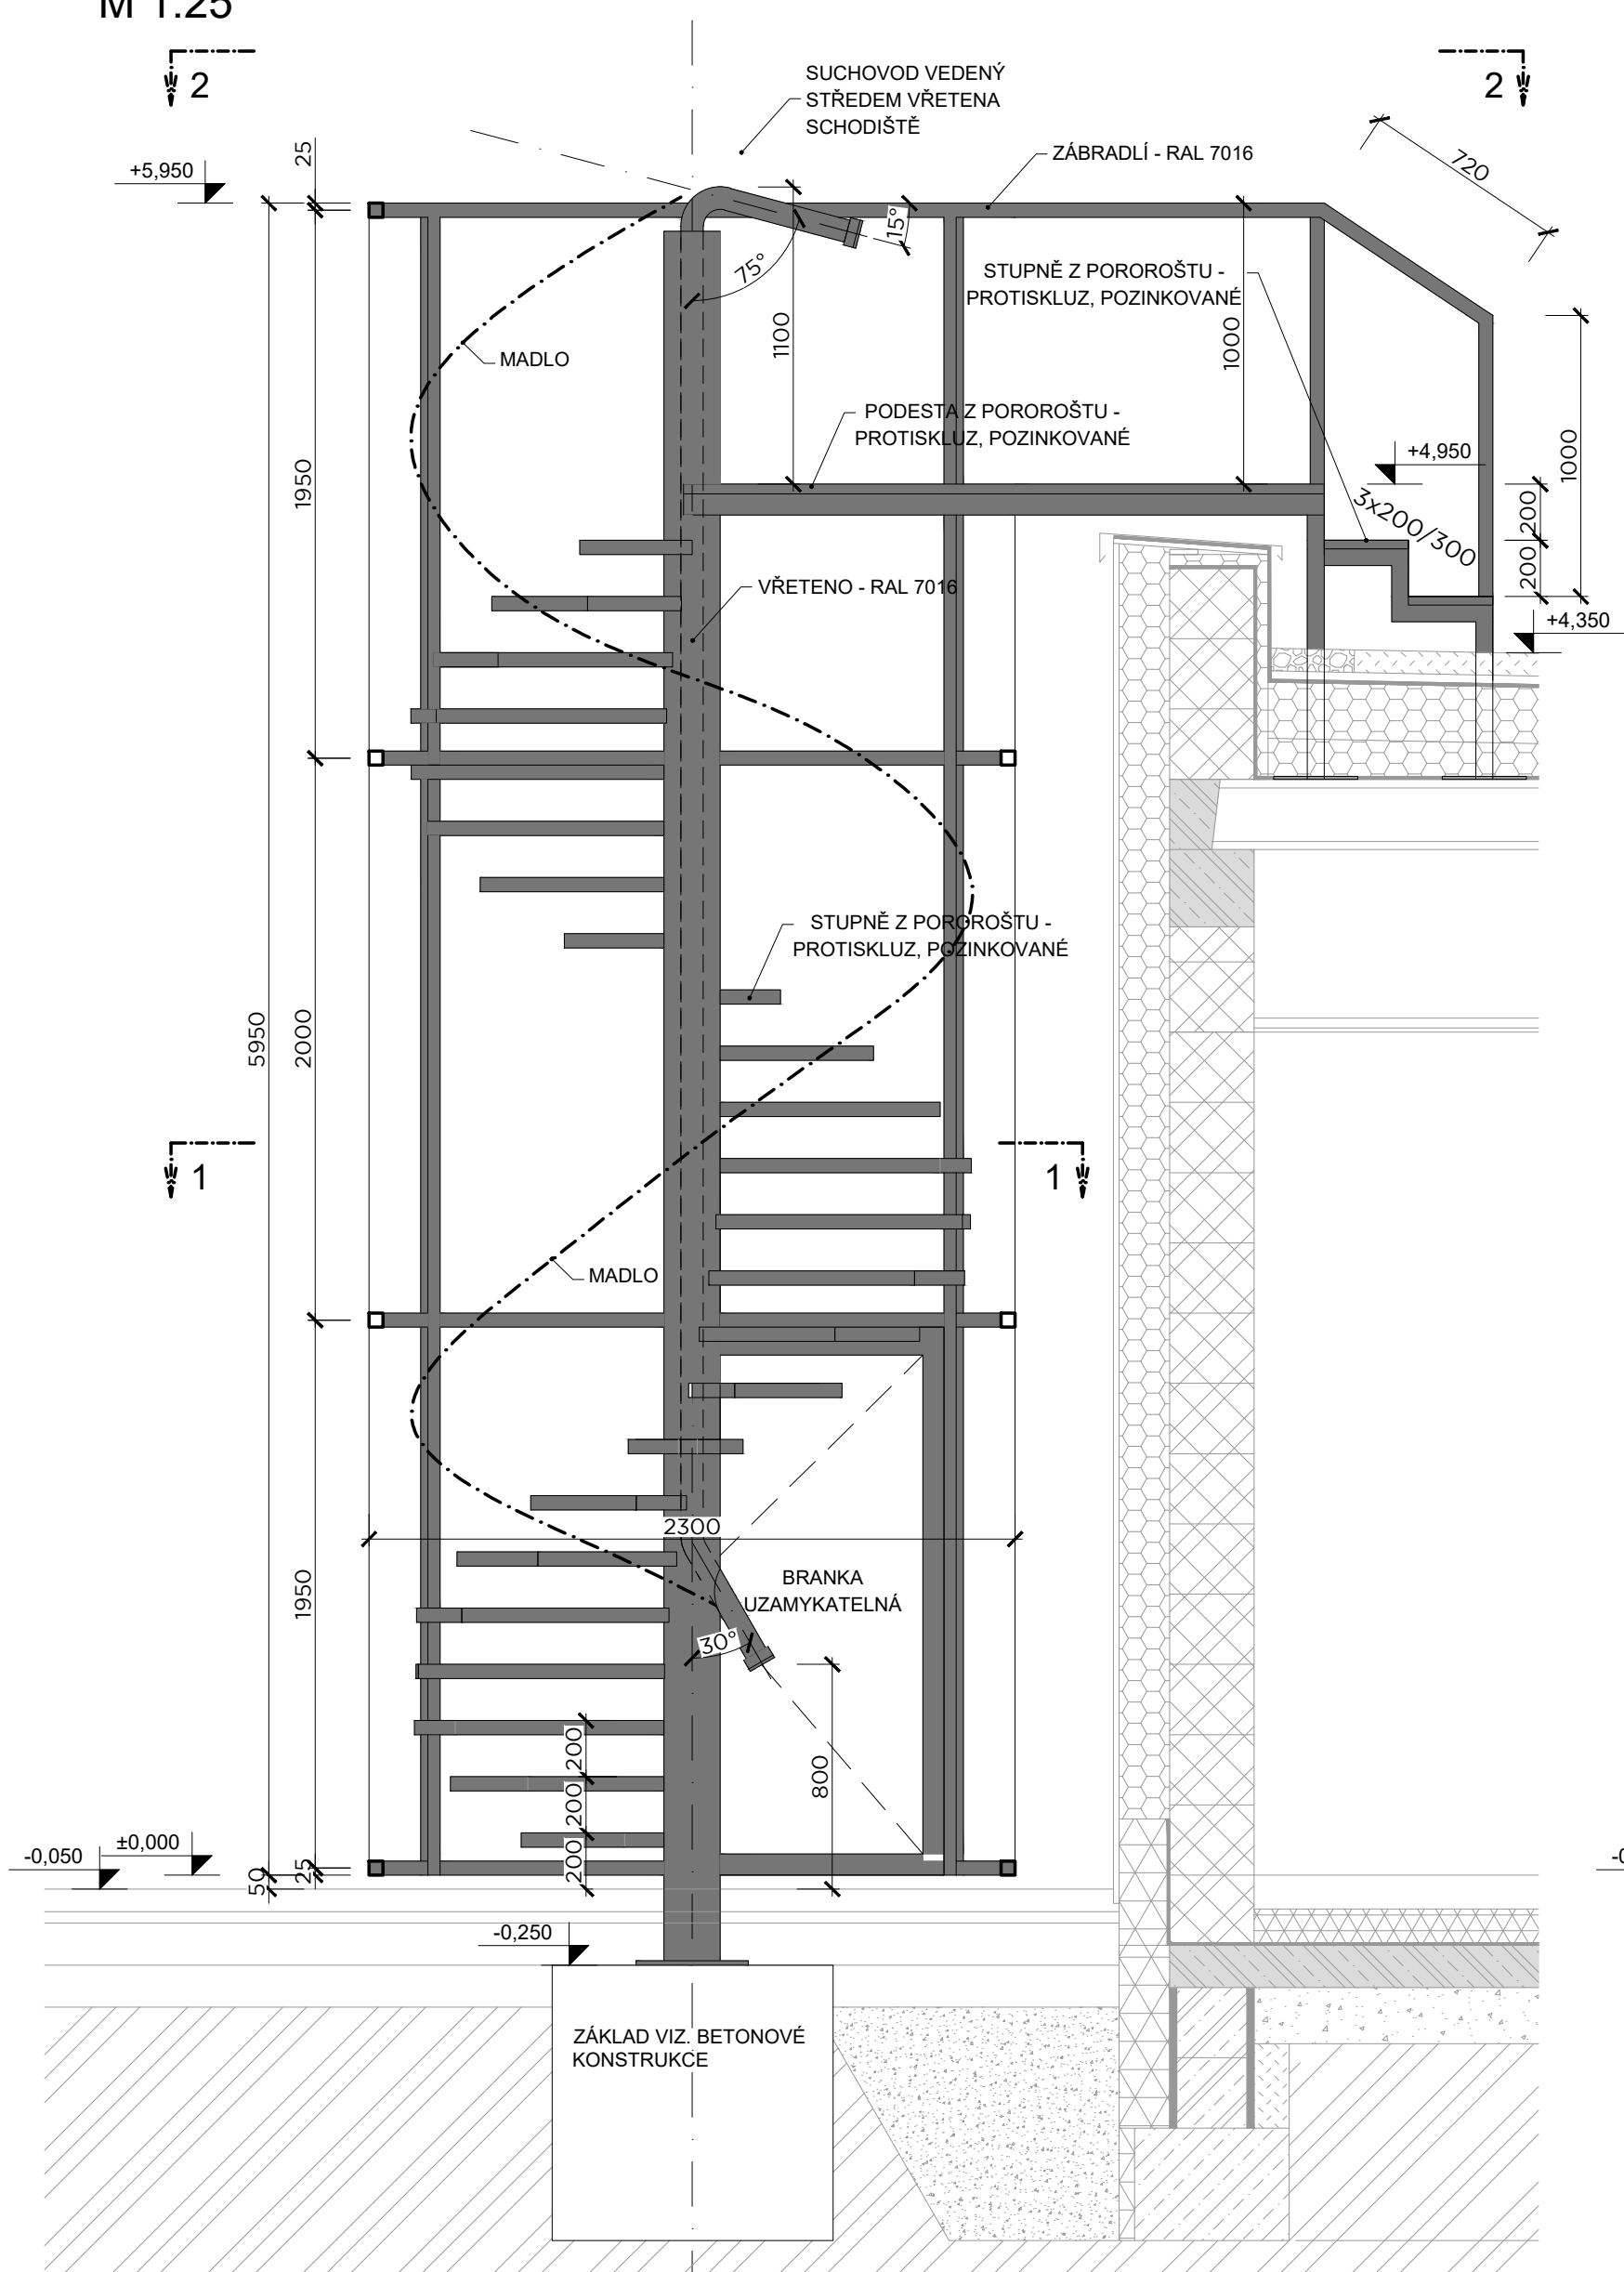 M 1:25
2
2
SUCHOVOD VEDENÝ
STŘEDEM VŘETENA
SCHODIŠTĚ
ZÁBRADLÍ - RAL 7016
720
25
+5,950
15°
75°
STUPNĚ Z POROROŠTU -
PROTISKLUZ, POZINKOVANÉ
1100
1000
MADLO
PODESTA Z POROROŠTU -
PROTISKLUZ, POZINKOVANÉ
+4,950
1000
1950
3x200/300
200
200
VŘETENO - RAL 7016
+4,350
STUPNĚ Z POROROŠTU -
PROTISKLUZ, POZINKOVANÉ
5950
2000
1
1
MADLO
2300
BRANKA
UZAMYKATELNÁ
1950
30°
800
200
200
200
-0,050
±0,000
50
25
-0,250
ZÁKLAD VIZ. BETONOVÉ
KONSTRUKCE